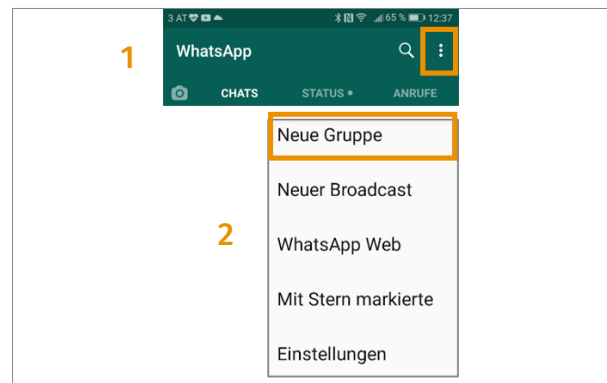 3 AT 65 % 12:37
1
WhatsApp
CHATS STATUS • ANRUFE
Neue Gruppe
Neuer Broadcast
2
WhatsApp Web
Mit Stern markierte
Einstellungen